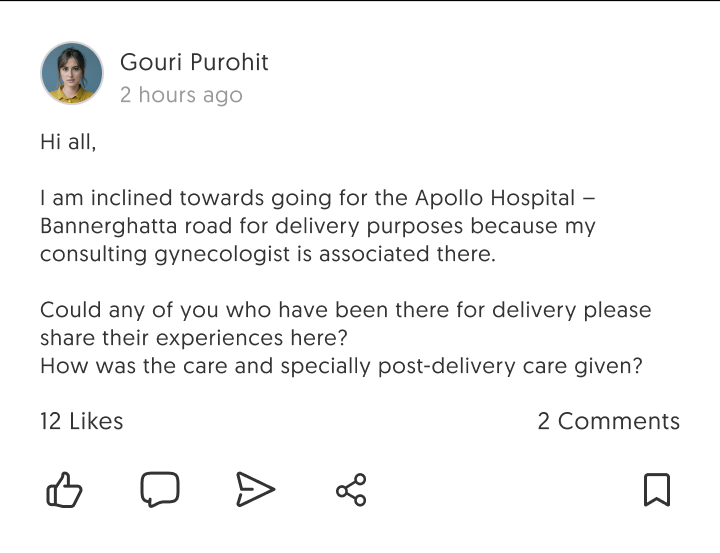 Gouri Purohit
2 hours ago
Hi all,
I am inclined towards going for the Apollo Hospital –
Bannerghatta road for delivery purposes because my
consulting gynecologist is associated there.
Could any of you who have been there for delivery please
share their experiences here?
How was the care and specially post-delivery care given?
12 Likes
2 Comments